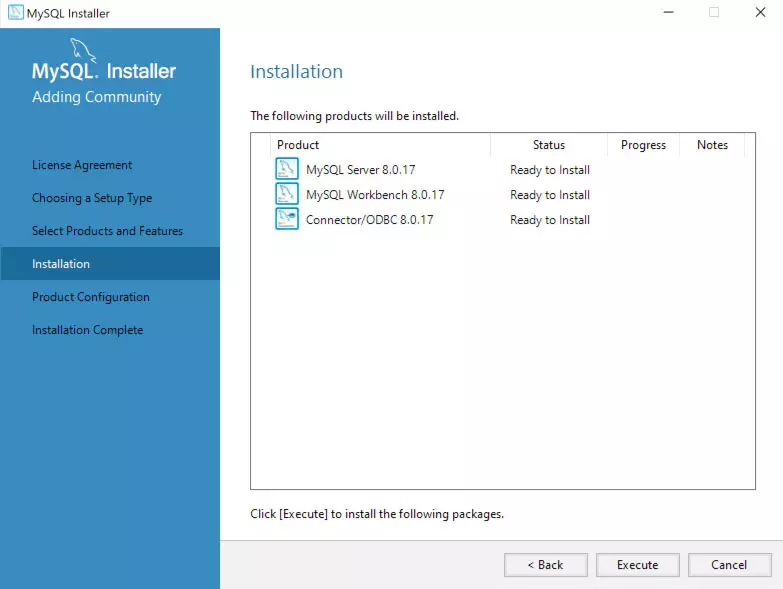 MySQL Installer
MySQL. Installer
Adding Community
License Agreement
Choosing a Setup Type
Select Products and Features
Installation
Product Configuration
Installation Complete
Installation
The following products will be installed.
Product Status Progress Notes
MySQL Server 8.0.17 Ready to Install
MySQL Workbench 8.0.17 Ready to Install
Connector/ODBC 8.0.17 Ready to Install
Click [Execute] to install the following packages.
< Back Execute Cancel